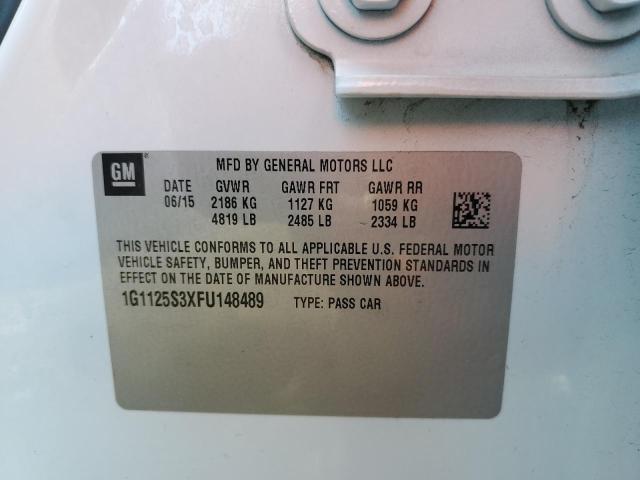 GM
MFD BY GENERAL MOTORS LLC
DATE GVWR GAWR FRT GAWR RR
06/15 2186 KG 1127 KG 1059 KG
4819 LB 2485 LB 2334 LB
THIS VEHICLE CONFORMS TO ALL APPLICABLE U.S. FEDERAL MOTOR
VEHICLE SAFETY, BUMPER, AND THEFT PREVENTION STANDARDS IN
EFFECT ON THE DATE OF MANUFACTURE SHOWN ABOVE.
1G1125S3XFU148489 TYPE: PASS CAR